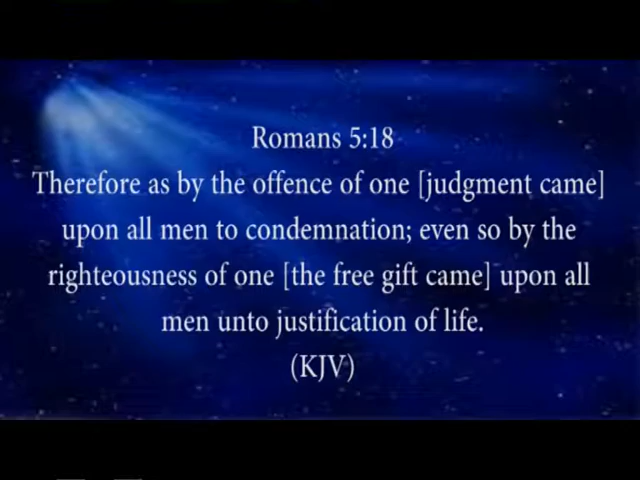 Romans 5:18
Therefore as by the offence of one [judgment came]
upon all men to condemnation; even so by the
righteousness of one [the free gift came] upon all
men unto justification of life.
(KJV)